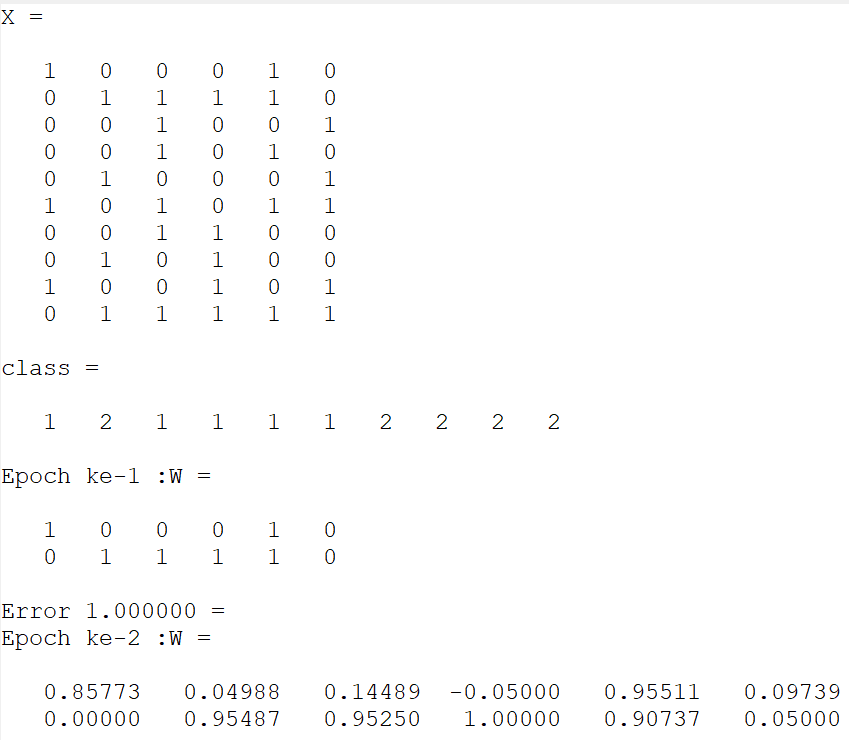 X =
1 0 0 0 1 0
0 1 1 1 1 0
0 0 1 0 0 1
0 0 1 0 1 0
0 1 0 0 0 1
1 0 1 0 1 1
0 0 1 1 0 0
0 1 0 1 0 0
1 0 0 1 0 1
0 1 1 1 1 1
class =
1 2 1 1 1 1 2 2 2 2
Epoch ke-1 :W =
1 0 0 0 1 0
0 1 1 1 1 0
Error 1.000000 =
Epoch ke-2 :W =
0.85773 0.04988 0.14489 -0.05000 0.95511 0.09739
0.00000 0.95487 0.95250 1.00000 0.90737 0.05000